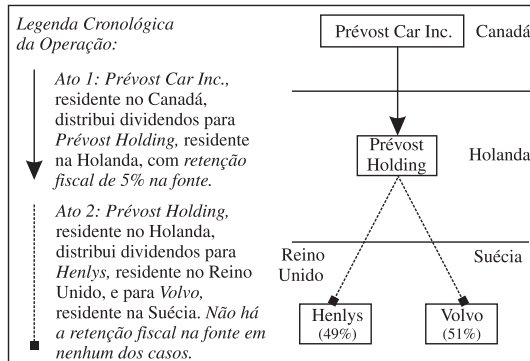 Legenda Cronológica
da Operação:
Ato 1: Prévost Car Inc.,
residente no Canadá,
distribui dividendos para
Prévost Holding, residente
na Holanda, com retenção
fiscal de 5% na fonte.
Ato 2: Prévost Holding,
residente no Holanda,
distribui dividendos para
Henlys, residente no Reino
Unido, e para Volvo,
residente na Suécia. Não há
a retenção fiscal na fonte em
nenhum dos casos.
Prévost Car Inc.
Canadá
Prévost
Holding
Holanda
Reino
Unido
Suécia
Henlys
(49%)
Volvo
(51%)